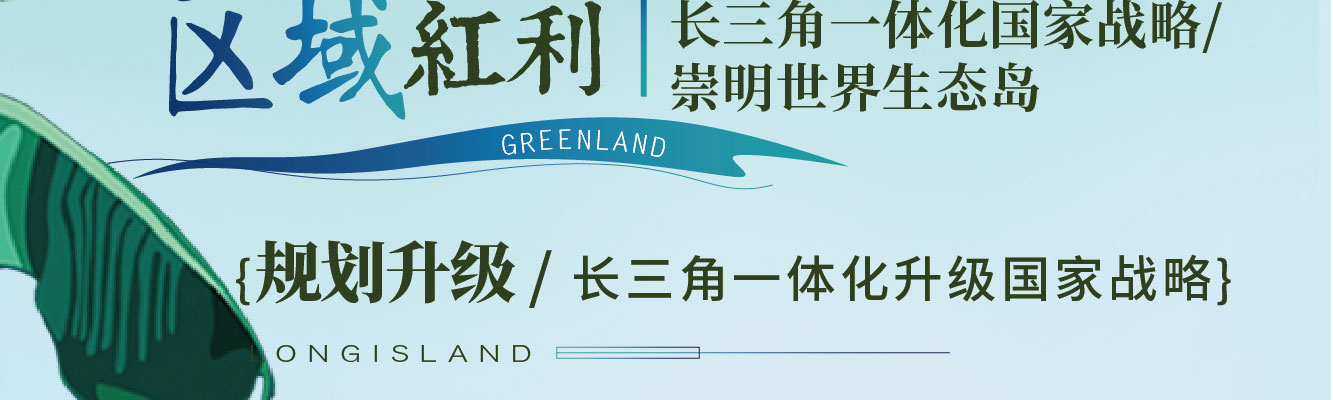 区域紅利
长三角一体化国家战略/
崇明世界生态岛
GREENLAND
{规划升级/长三角一体化升级国家战略}
LONGISLAND